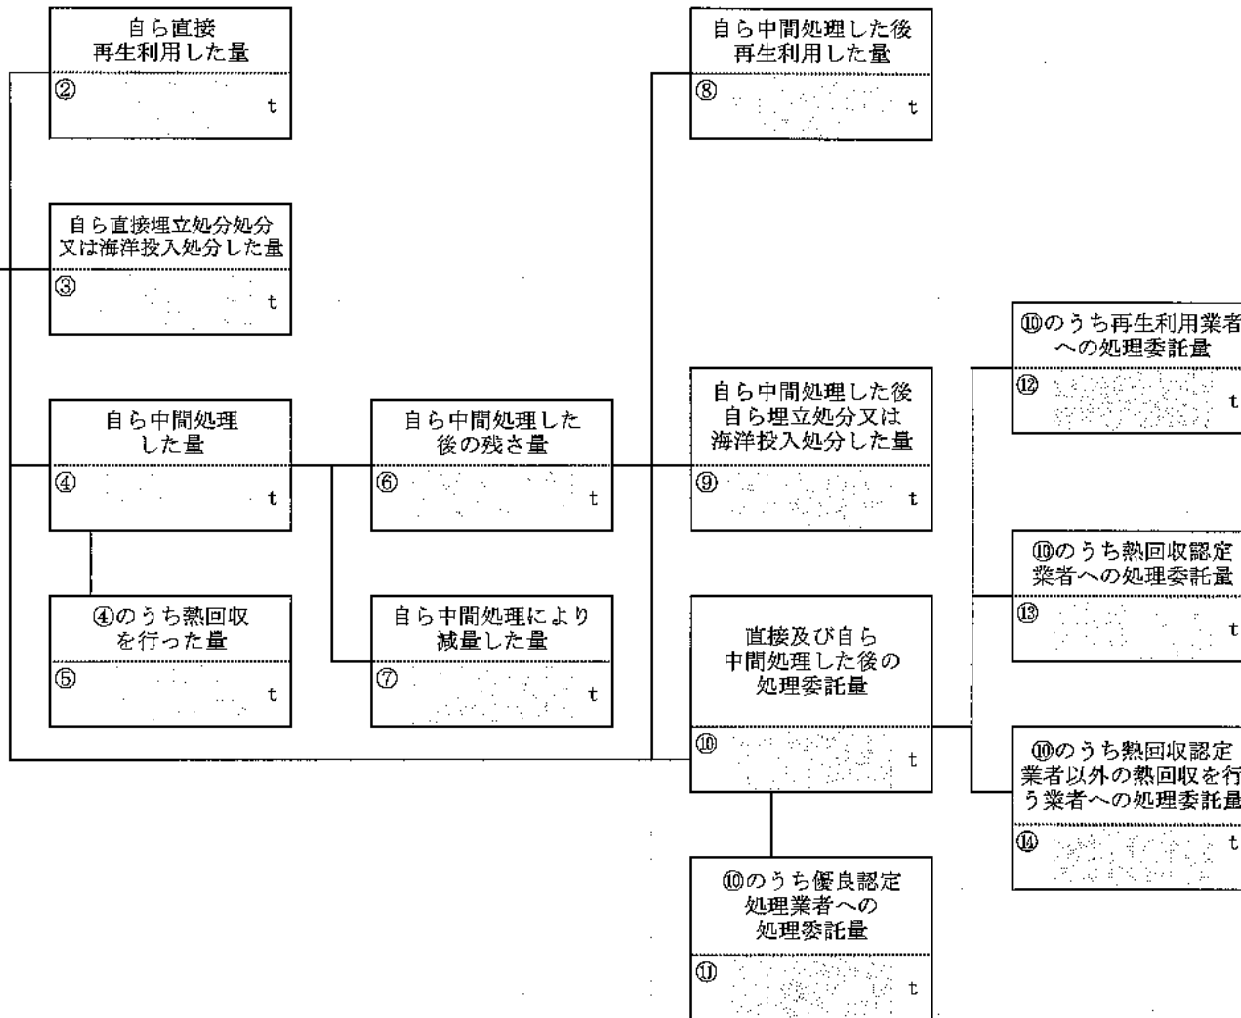 自ら直接
再生利用した量
②
t
自ら中間処理した後
再生利用した量
⑧
t
自ら直接埋立処分処分
又は海洋投入処分した量
③
t
⑩のうち再生利用業者
への処理委託量
⑫
t
自ら中間処理
した量
④
t
自ら中間処理した
後の残さ量
⑥
t
自ら中間処理した後
自ら埋立処分又は
海洋投入処分した量
⑨
t
⑩のうち熱回収認定
業者への処理委託量
⑬
t
④のうち熱回収
を行った量
⑤
t
自ら中間処理により
減量した量
⑦
t
直接及び自ら
中間処理した後の
処理委託量
⑩
t
⑩のうち熱回収認定
業者以外の熱回収を行
う業者への処理委託量
⑭
t
⑩のうち優良認定
処理業者への
処理委託量
⑪
t